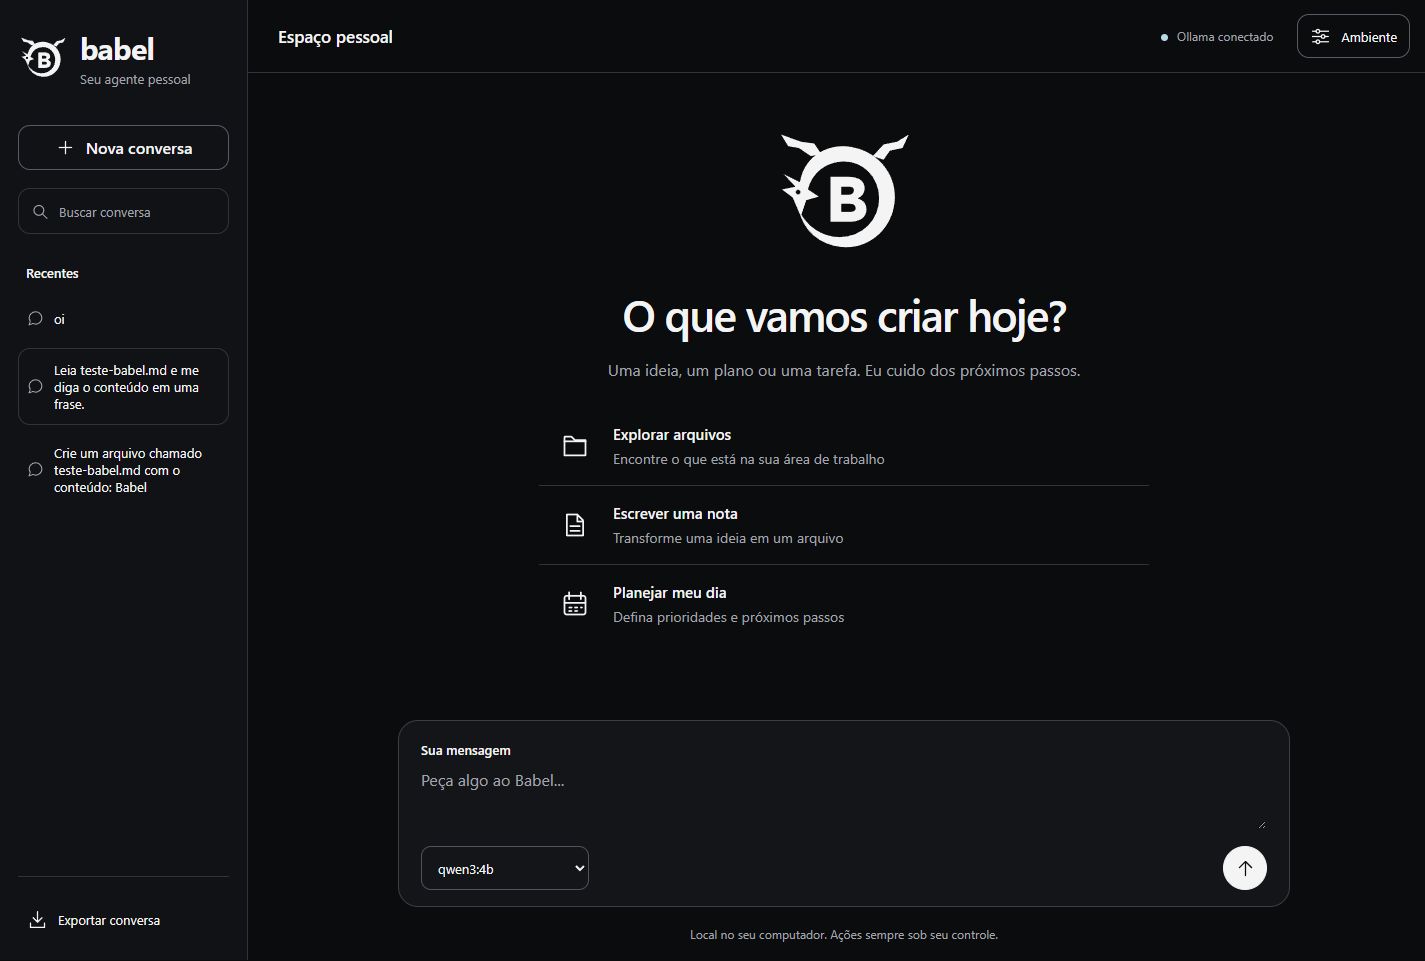 B
babel
Seu agente pessoal
Nova conversa
Buscar conversa
Recentes
oi
Leia teste-babel.md e me
diga o conteúdo em uma
frase.
Crie um arquivo chamado
teste-babel.md com o
conteúdo: Babel
Exportar conversa
Espaço pessoal
Ollama conectado
Ambiente
B
O que vamos criar hoje?
Uma ideia, um plano ou uma tarefa. Eu cuido dos próximos passos.
Explorar arquivos
Encontre o que está na sua área de trabalho
Escrever uma nota
Transforme uma ideia em um arquivo
Planejar meu dia
Defina prioridades e próximos passos
Sua mensagem
Peça algo ao Babel...
qwen3:4b
Local no seu computador. Ações sempre sob seu controle.